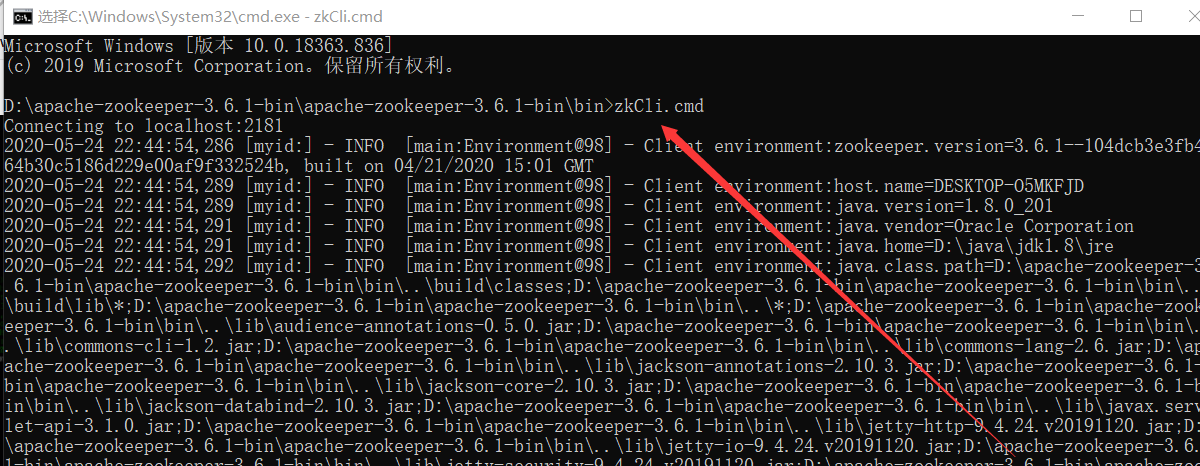 选择C:\Windows\System32\cmd.exe - zkCli.cmd
Microsoft Windows [版本 10.0.18363.836]
(c) 2019 Microsoft Corporation。保留所有权利。
D:\apache-zookeeper-3.6.1-bin\apache-zookeeper-3.6.1-bin\bin>zkCli.cmd
Connecting to localhost:2181
2020-05-24 22:44:54,286 [myid:] - INFO  [main:Environment@98] - Client environment:zookeeper.version=3.6.1--104dcb3e3fb4
64b30c5186d229e00af9f332524b, built on 04/21/2020 15:01 GMT
2020-05-24 22:44:54,289 [myid:] - INFO  [main:Environment@98] - Client environment:host.name=DESKTOP-O5MKFJD
2020-05-24 22:44:54,289 [myid:] - INFO  [main:Environment@98] - Client environment:java.version=1.8.0_201
2020-05-24 22:44:54,291 [myid:] - INFO  [main:Environment@98] - Client environment:java.vendor=Oracle Corporation
2020-05-24 22:44:54,291 [myid:] - INFO  [main:Environment@98] - Client environment:java.home=D:\java\jdk1.8\jre
2020-05-24 22:44:54,292 [myid:] - INFO  [main:Environment@98] - Client environment:java.class.path=D:\apache-zookeeper-3
.6.1-bin\apache-zookeeper-3.6.1-bin\bin\..\build\classes;D:\apache-zookeeper-3.6.1-bin\apache-zookeeper-3.6.1-bin\bin\..
\build\lib\*;D:\apache-zookeeper-3.6.1-bin\apache-zookeeper-3.6.1-bin\bin\..\*;D:\apache-zookeeper-3.6.1-bin\apache-zook
eeper-3.6.1-bin\bin\..\lib\audience-annotations-0.5.0.jar;D:\apache-zookeeper-3.6.1-bin\apache-zookeeper-3.6.1-bin\bin\.
.\lib\commons-cli-1.2.jar;D:\apache-zookeeper-3.6.1-bin\apache-zookeeper-3.6.1-bin\bin\..\lib\commons-lang-2.6.jar;D:\ap
ache-zookeeper-3.6.1-bin\apache-zookeeper-3.6.1-bin\bin\..\lib\jackson-annotations-2.10.3.jar;D:\apache-zookeeper-3.6.1-
bin\apache-zookeeper-3.6.1-bin\bin\..\lib\jackson-core-2.10.3.jar;D:\apache-zookeeper-3.6.1-bin\apache-zookeeper-3.6.1-b
in\bin\..\lib\jackson-databind-2.10.3.jar;D:\apache-zookeeper-3.6.1-bin\apache-zookeeper-3.6.1-bin\bin\..\lib\javax.serv
let-api-3.1.0.jar;D:\apache-zookeeper-3.6.1-bin\apache-zookeeper-3.6.1-bin\bin\..\lib\jetty-http-9.4.24.v20191120.jar;D:
\apache-zookeeper-3.6.1-bin\apache-zookeeper-3.6.1-bin\bin\..\lib\jetty-io-9.4.24.v20191120.jar;D:\apache-zookeeper-3.6.